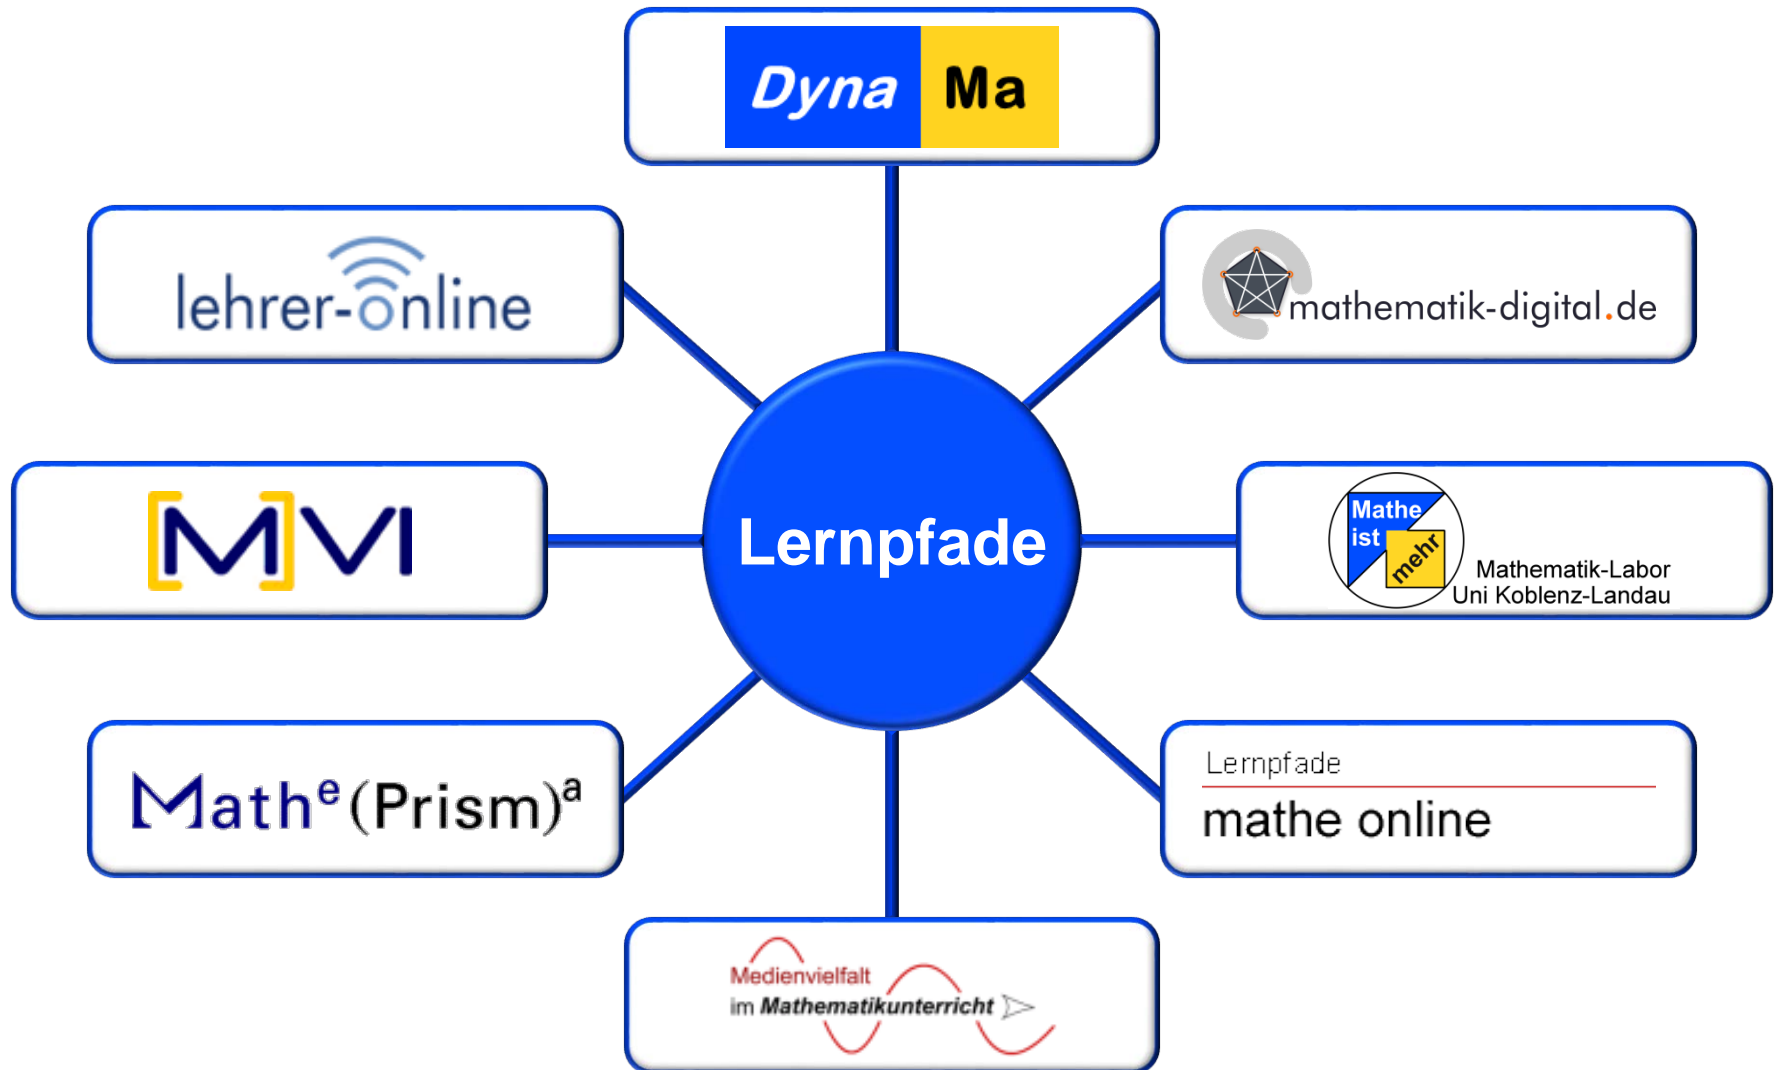 Dyna Ma
lehrer-online
mathematik-digital.de
[M]VI
Lernpfade
Mathe
ist
mehr
Mathematik-Labor
Uni Koblenz-Landau
Mathe(Prism)a
Lernpfade
mathe online
Medienvielfalt
im Mathematikunterricht